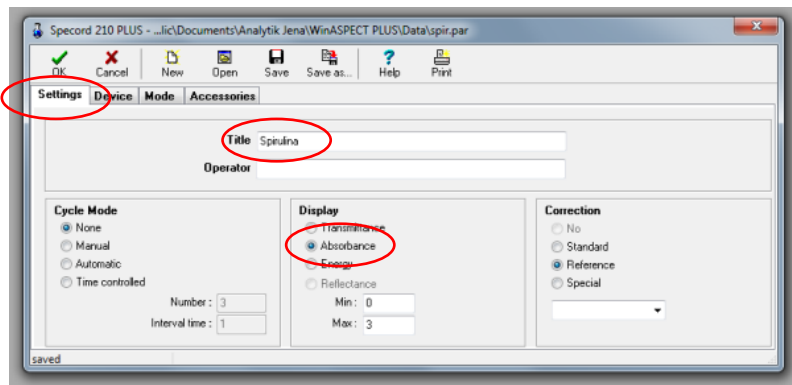 Specord 210 PLUS - ...lic\Documents\Analytik Jena\WinASPECT PLUS\Data\spir.par
OK Cancel New Open Save Save as... Help Print
Settings Device Mode Accessories
Title Spirulina
Operator
Cycle Mode
None
Manual
Automatic
Time controlled
Number : 3
Interval time : 1
Display
Transmittance
Absorbance
Energy
Reflectance
Min : 0
Max : 3
Correction
No
Standard
Reference
Special
saved